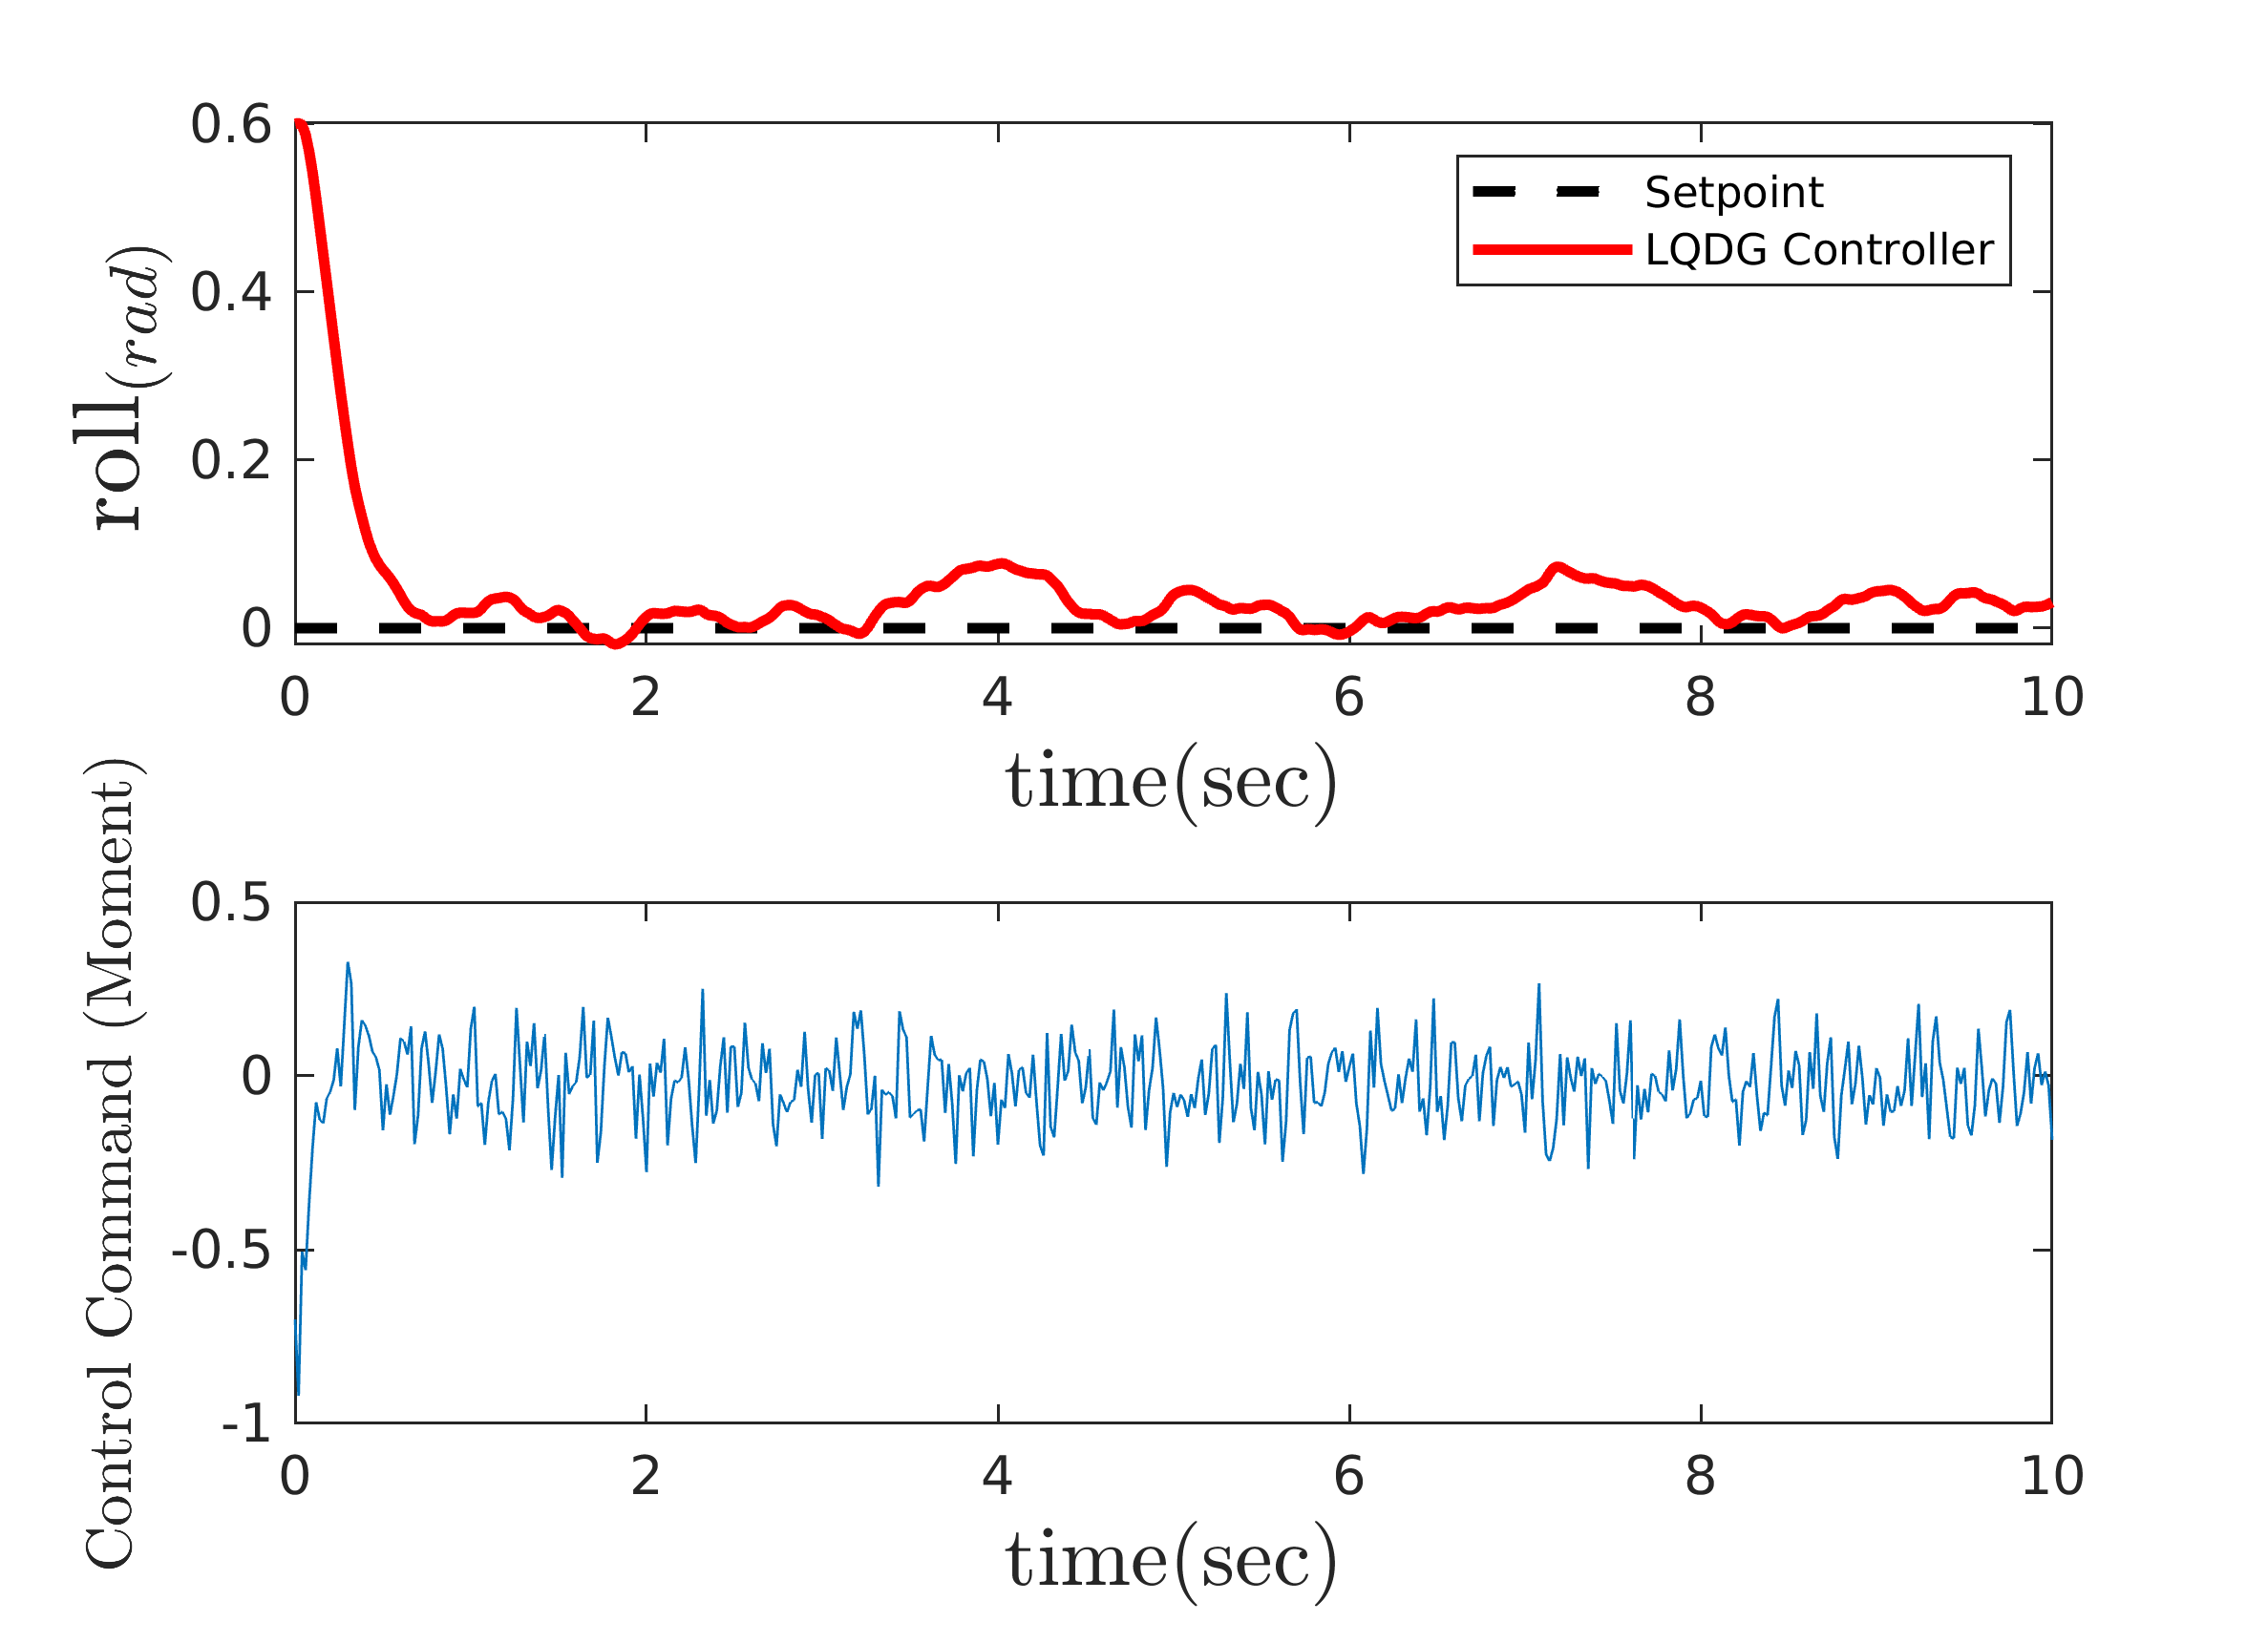 0.6
0.4
0.2
0
roll(rad)
Setpoint
LQDG Controller
0 2 4 6 8 10
time(sec)
0.5
0
-0.5
-1
Control Command (Moment)
0 2 4 6 8 10
time(sec)